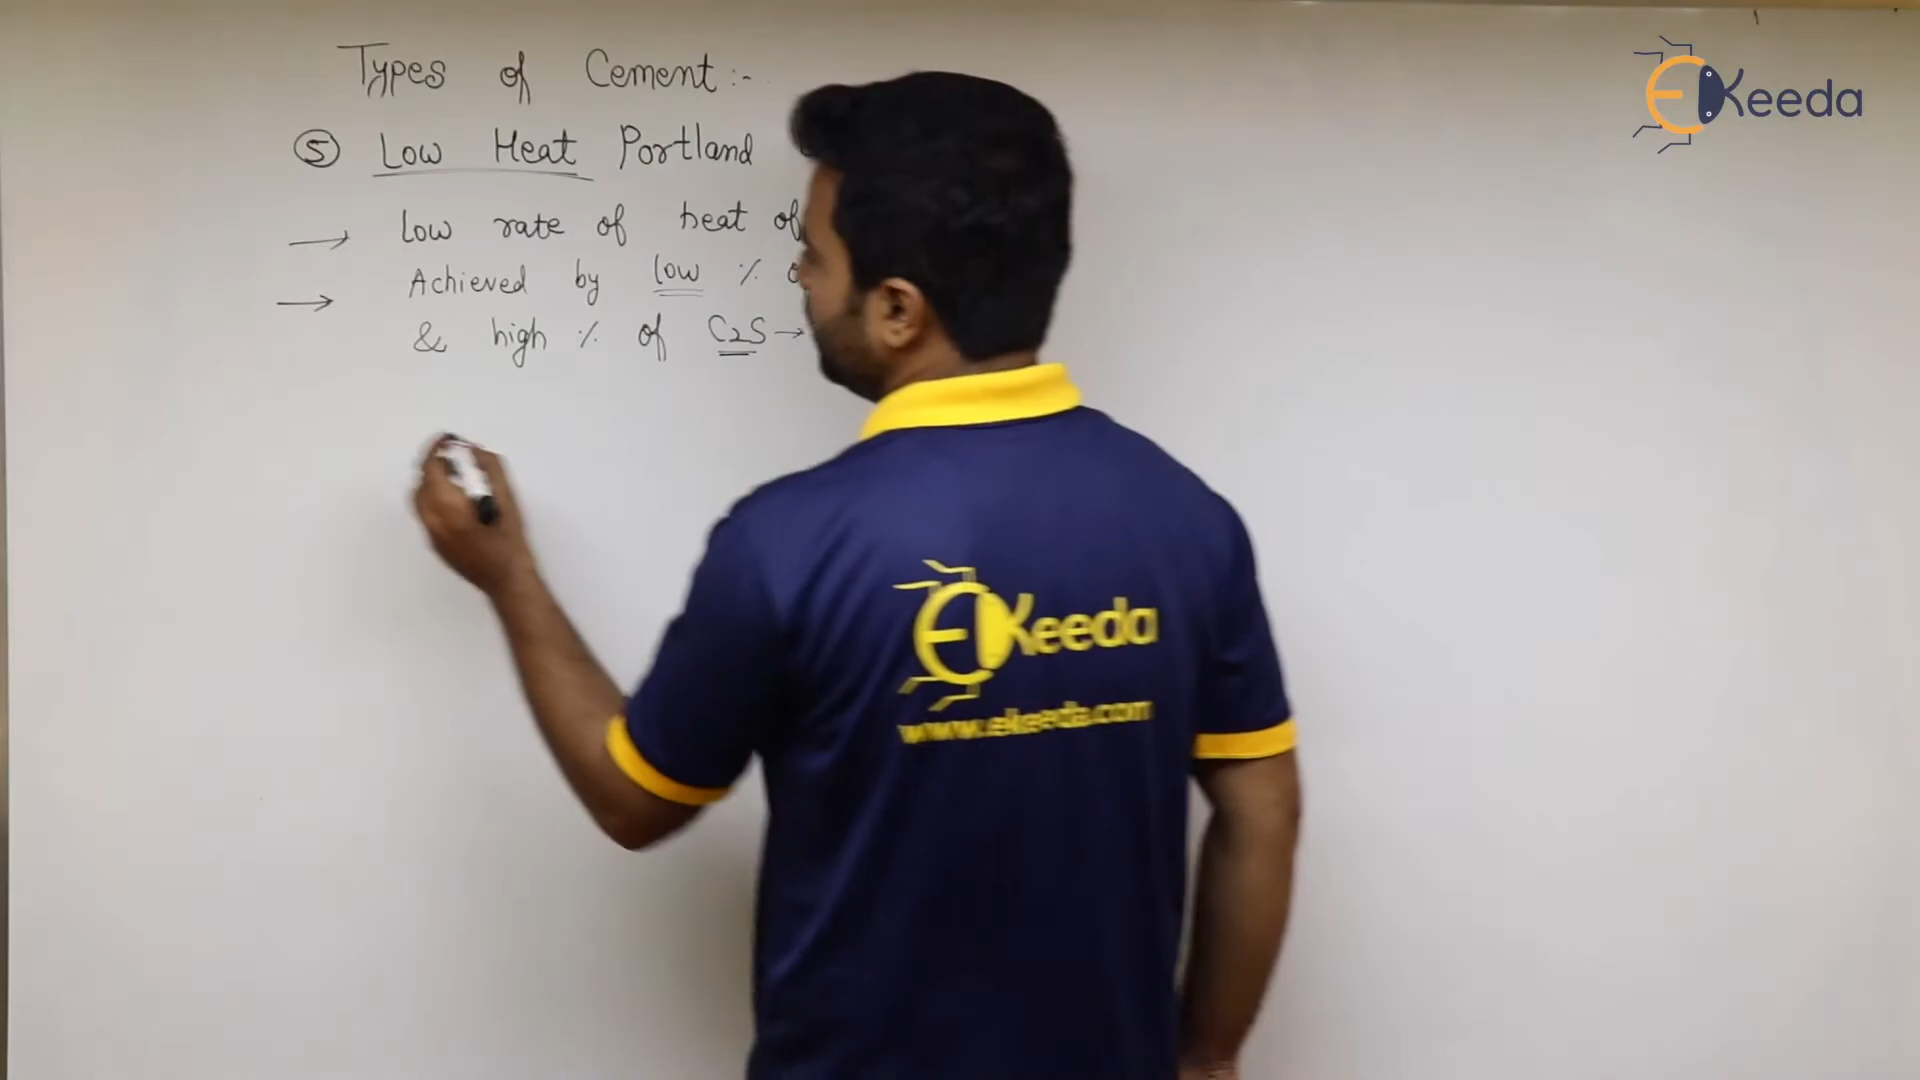 Types of Cement :-
⑤ Low Heat Portland
→ Low rate of heat of
→ Achieved by low %
& high % of C2S →
EKeeda
EKeeda
www.ekeeda.com